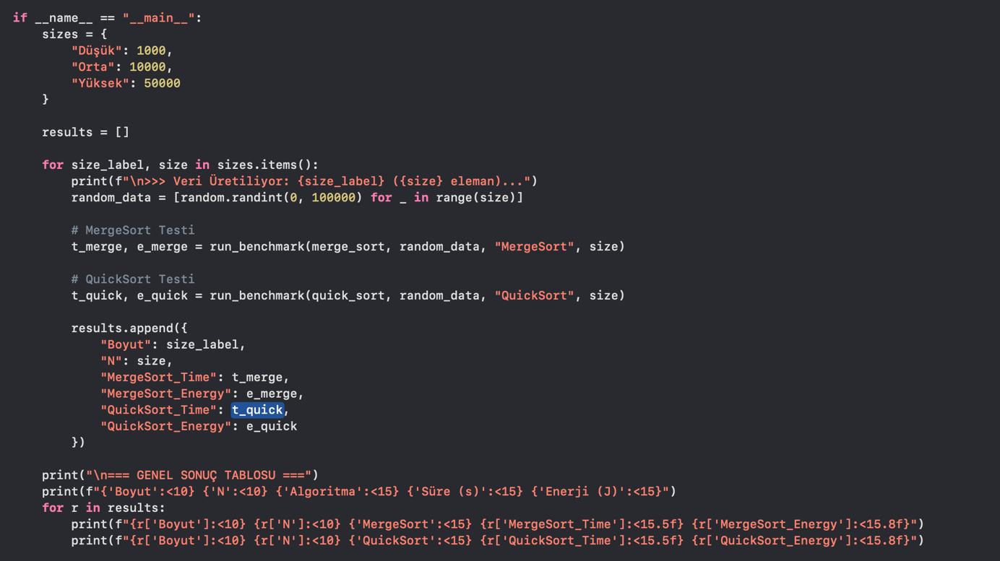 if __name__ == "__main__":
    sizes = {
        "Düşük": 1000,
        "Orta": 10000,
        "Yüksek": 50000
    }

    results = []

    for size_label, size in sizes.items():
        print(f"\n>>> Veri Üretiliyor: {size_label} ({size} eleman)...")
        random_data = [random.randint(0, 100000) for _ in range(size)]

        # MergeSort Testi
        t_merge, e_merge = run_benchmark(merge_sort, random_data, "MergeSort", size)

        # QuickSort Testi
        t_quick, e_quick = run_benchmark(quick_sort, random_data, "QuickSort", size)

        results.append({
            "Boyut": size_label,
            "N": size,
            "MergeSort_Time": t_merge,
            "MergeSort_Energy": e_merge,
            "QuickSort_Time": t_quick,
            "QuickSort_Energy": e_quick
        })

    print("\n=== GENEL SONUÇ TABLOSU ===")
    print(f"{'Boyut':<10} {'N':<10} {'Algoritma':<15} {'Süre (s)':<15} {'Enerji (J)':<15}")
    for r in results:
        print(f"{r['Boyut']:<10} {r['N']:<10} {'MergeSort':<15} {r['MergeSort_Time']:<15.5f} {r['MergeSort_Energy']:<15.8f}")
        print(f"{r['Boyut']:<10} {r['N']:<10} {'QuickSort':<15} {r['QuickSort_Time']:<15.5f} {r['QuickSort_Energy']:<15.8f}")